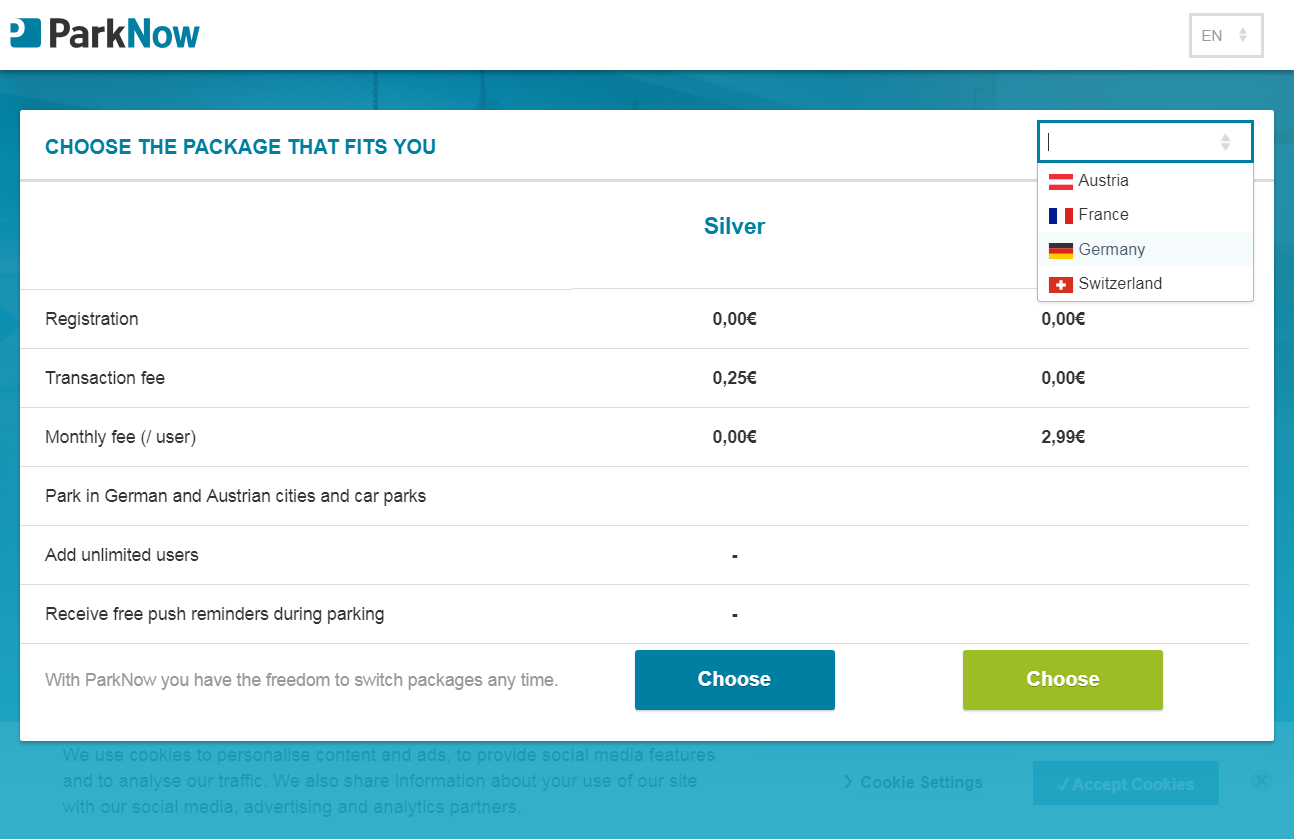 ParkNow
EN
CHOOSE THE PACKAGE THAT FITS YOU
Austria
France
Germany
Switzerland
Silver
Registration 0,00€ 0,00€
Transaction fee 0,25€ 0,00€
Monthly fee (/ user) 0,00€ 2,99€
Park in German and Austrian cities and car parks
Add unlimited users -
Receive free push reminders during parking -
With ParkNow you have the freedom to switch packages any time. Choose Choose
We use cookies to personalise content and ads, to provide social media features
and to analyse our traffic. We also share information about your use of our site
with our social media, advertising and analytics partners.
Cookie Settings
✓Accept Cookies